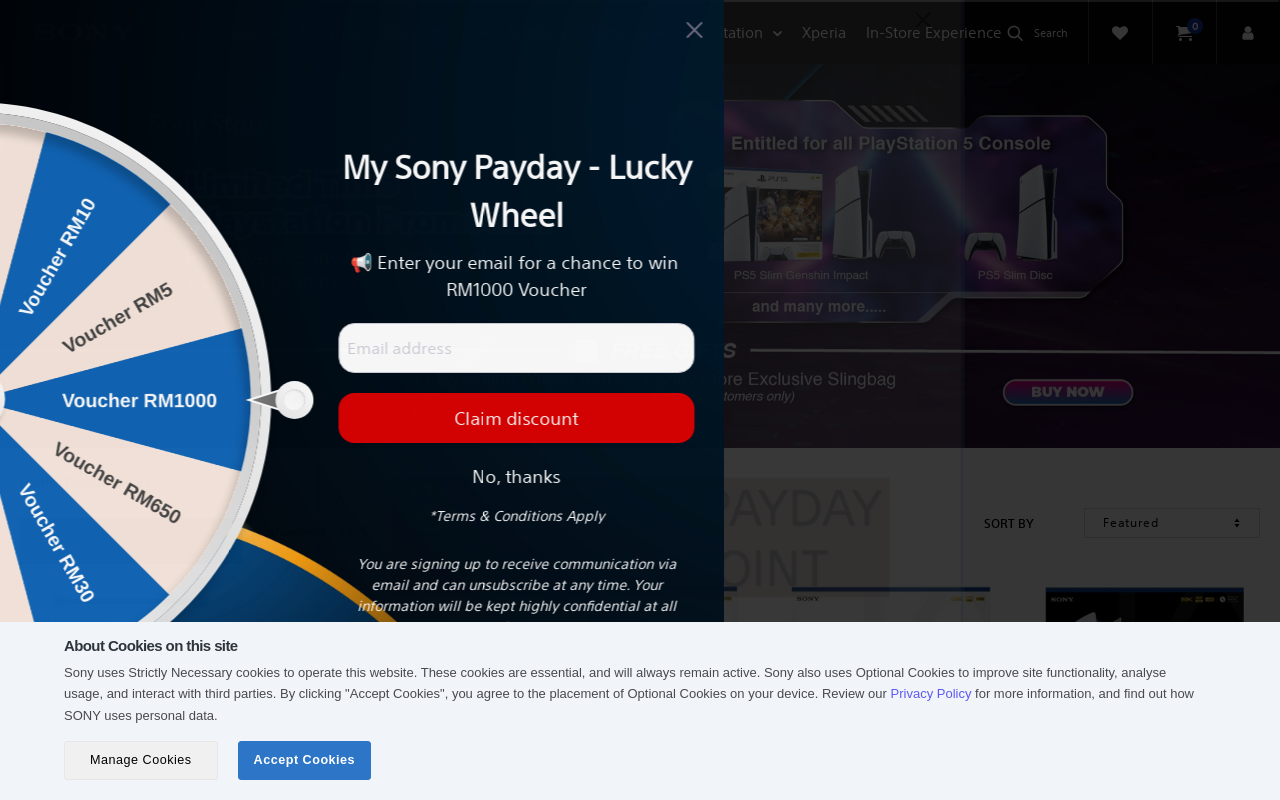 Xperia
In-Store Experience
Search
0
My Sony Payday - Lucky
Wheel
📢 Enter your email for a chance to win
RM1000 Voucher
Email address
Claim discount
No, thanks
*Terms & Conditions Apply
You are signing up to receive communication via
email and can unsubscribe at any time. Your
information will be kept highly confidential at all
Voucher RM10
Voucher RM5
Voucher RM1000
Voucher RM650
Voucher RM30
Entitled for all PlayStation 5 Console
PS5 Slim Genshin Impact
PS5 Slim Disc
and many more.....
Exclusive Slingbag
BUY NOW
PAYDAY
SORT BY
Featured
SONY
SONY
SONY
About Cookies on this site
Sony uses Strictly Necessary cookies to operate this website. These cookies are essential, and will always remain active. Sony also uses Optional Cookies to improve site functionality, analyse
usage, and interact with third parties. By clicking "Accept Cookies", you agree to the placement of Optional Cookies on your device. Review our Privacy Policy for more information, and find out how
SONY uses personal data.
Manage Cookies
Accept Cookies